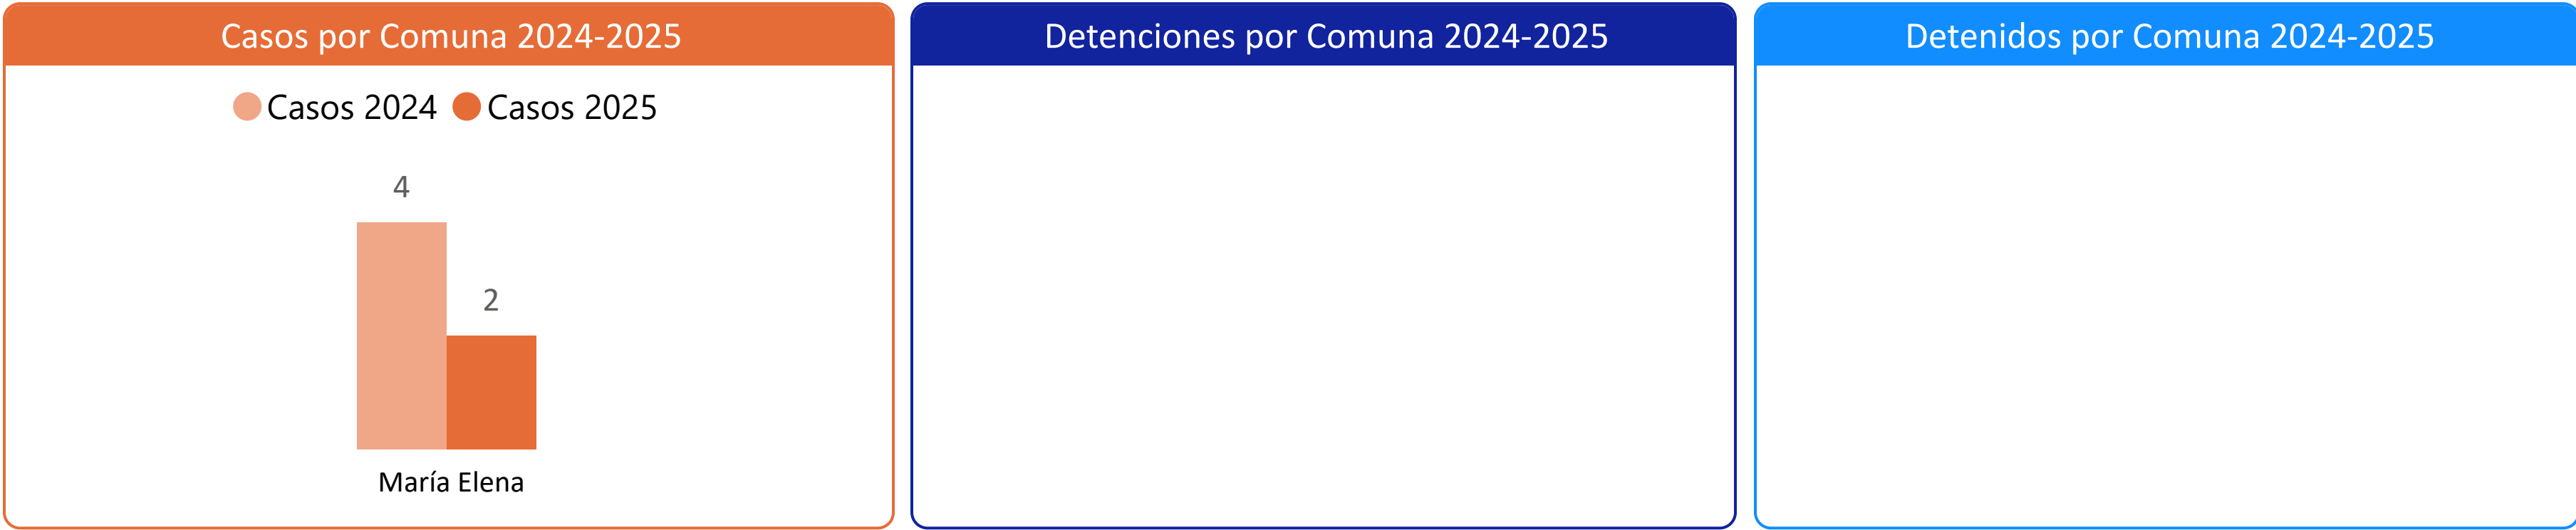 Casos por Comuna 2024-2025
Casos 2024 Casos 2025
4
2
María Elena
Detenciones por Comuna 2024-2025
Detenidos por Comuna 2024-2025